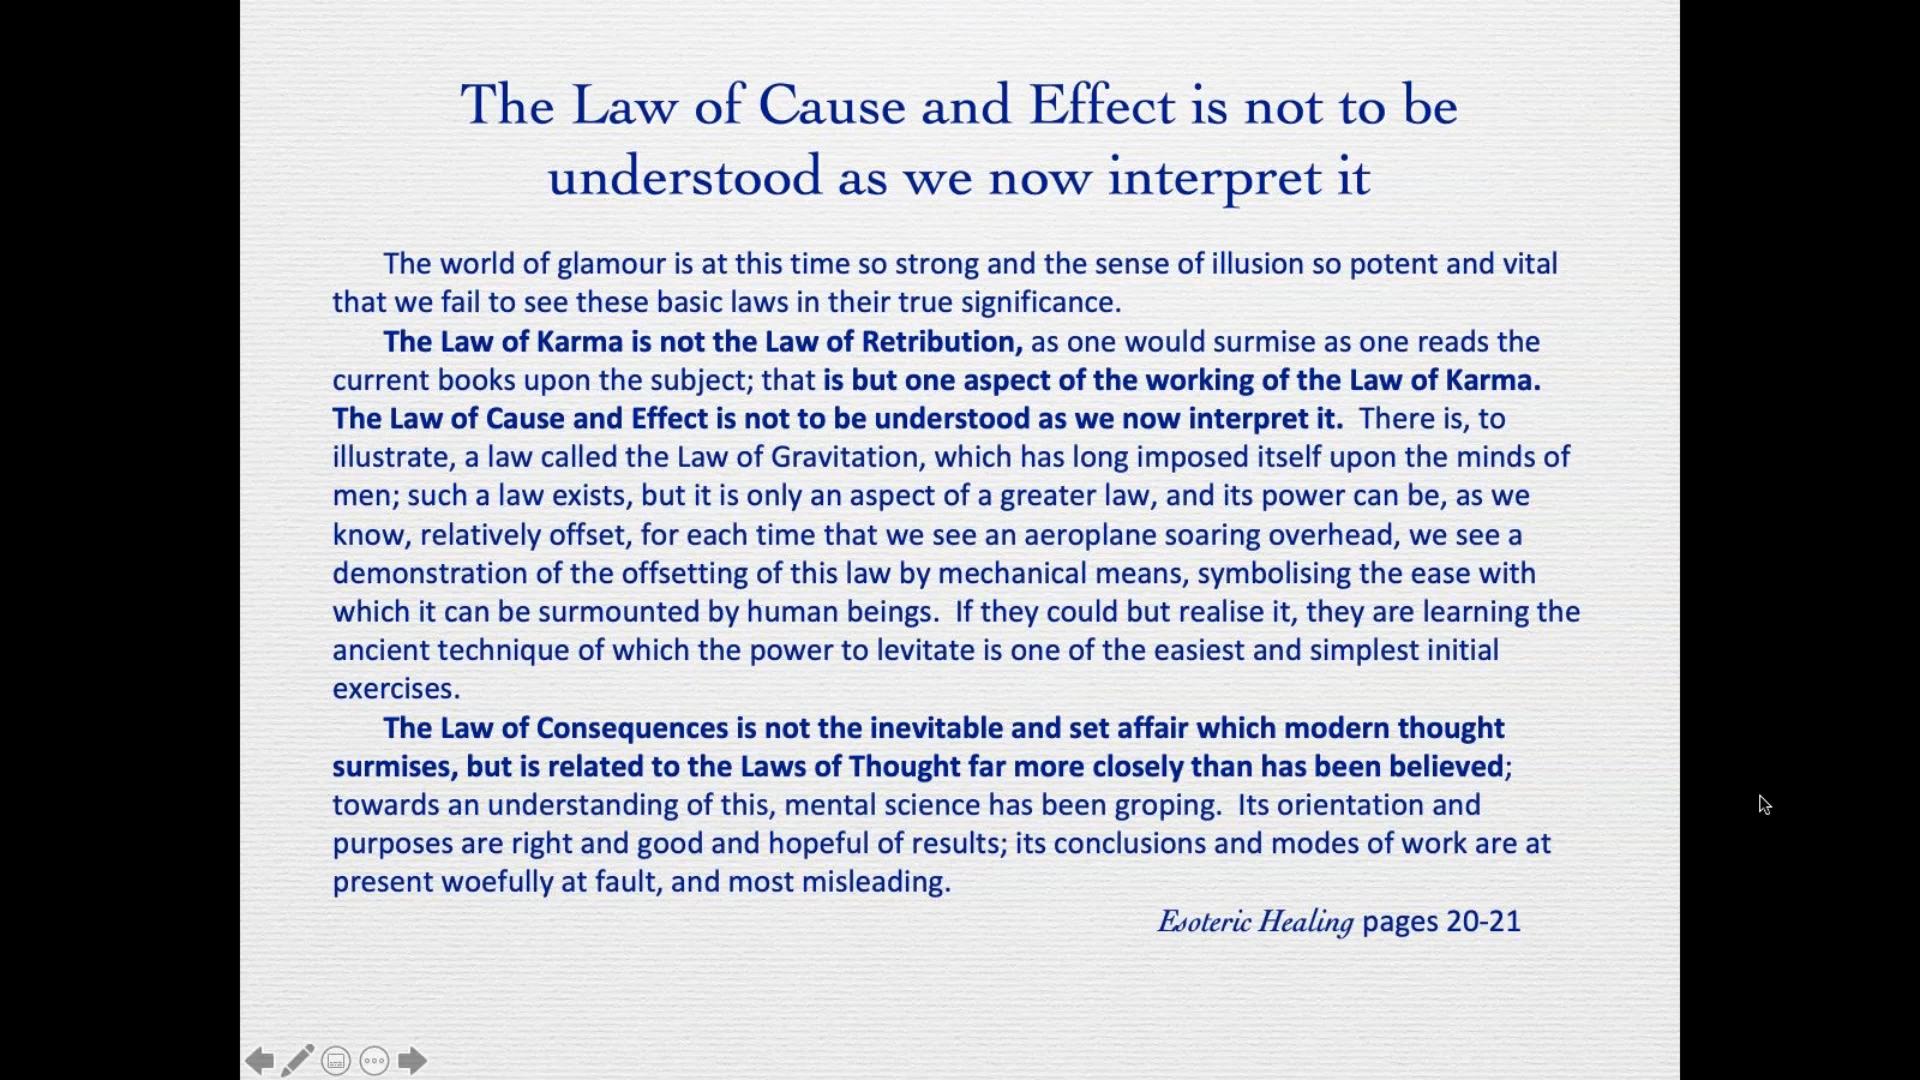 The Law of Cause and Effect is not to be
understood as we now interpret it
The world of glamour is at this time so strong and the sense of illusion so potent and vital
that we fail to see these basic laws in their true significance.
The Law of Karma is not the Law of Retribution, as one would surmise as one reads the
current books upon the subject; that is but one aspect of the working of the Law of Karma.
The Law of Cause and Effect is not to be understood as we now interpret it.  There is, to
illustrate, a law called the Law of Gravitation, which has long imposed itself upon the minds of
men; such a law exists, but it is only an aspect of a greater law, and its power can be, as we
know, relatively offset, for each time that we see an aeroplane soaring overhead, we see a
demonstration of the offsetting of this law by mechanical means, symbolising the ease with
which it can be surmounted by human beings.  If they could but realise it, they are learning the
ancient technique of which the power to levitate is one of the easiest and simplest initial
exercises.
The Law of Consequences is not the inevitable and set affair which modern thought
surmises, but is related to the Laws of Thought far more closely than has been believed;
towards an understanding of this, mental science has been groping.  Its orientation and
purposes are right and good and hopeful of results; its conclusions and modes of work are at
present woefully at fault, and most misleading.
Esoteric Healing pages 20-21